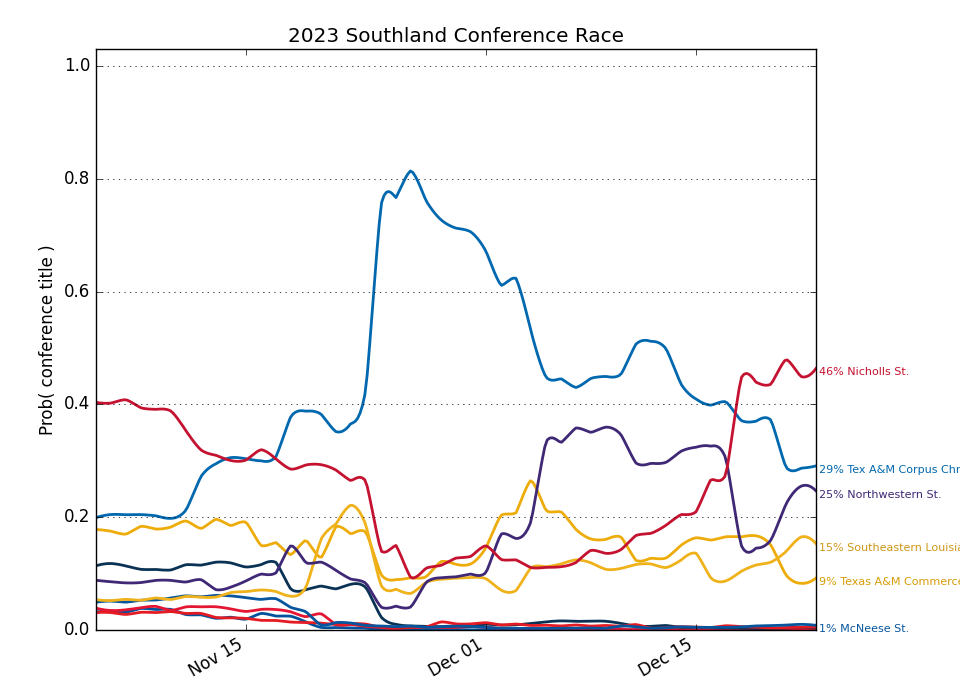 2023 Southland Conference Race
Prob( conference title )
1.0
0.8
0.6
0.4
0.2
0.0
Nov 15
Dec 01
Dec 15
46% Nicholls St.
29% Tex A&M Corpus Chr
25% Northwestern St.
15% Southeastern Louisia
9% Texas A&M Commerce
1% McNeese St.